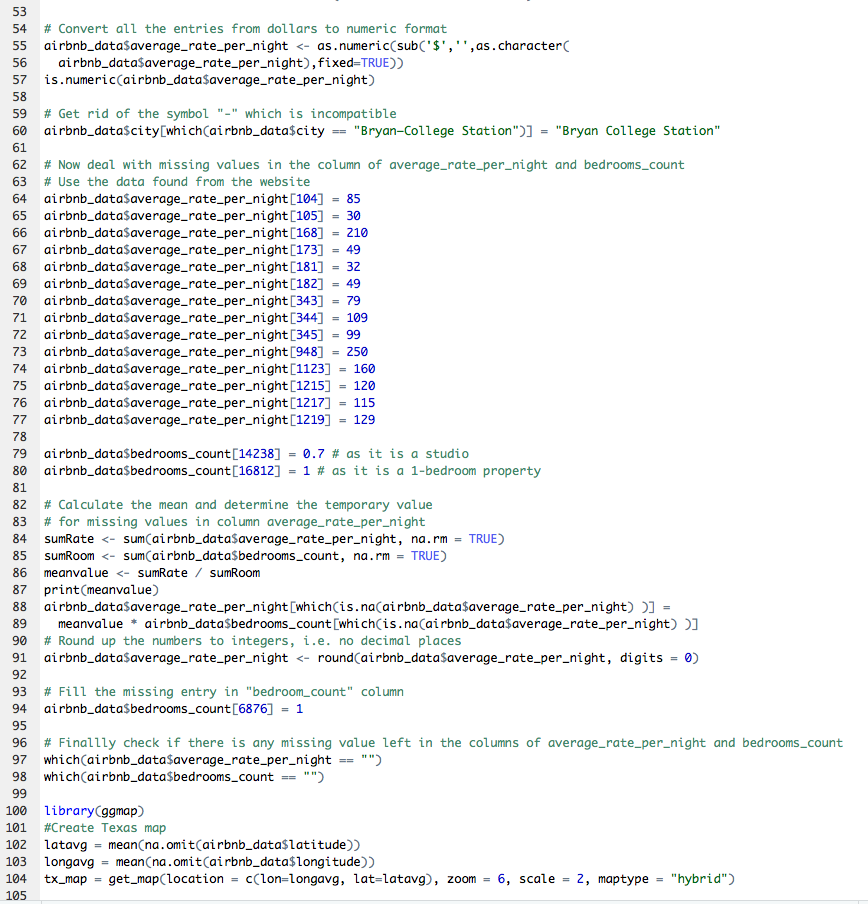 53
54 # Convert all the entries from dollars to numeric format
55 airbnb_data$average_rate_per_night <- as.numeric(sub('$','',as.character(
56   airbnb_data$average_rate_per_night),fixed=TRUE))
57 is.numeric(airbnb_data$average_rate_per_night)
58
59 # Get rid of the symbol "-" which is incompatible
60 airbnb_data$city[which(airbnb_data$city == "Bryan-College Station")] = "Bryan College Station"
61
62 # Now deal with missing values in the column of average_rate_per_night and bedrooms_count
63 # Use the data found from the website
64 airbnb_data$average_rate_per_night[104] = 85
65 airbnb_data$average_rate_per_night[105] = 30
66 airbnb_data$average_rate_per_night[168] = 210
67 airbnb_data$average_rate_per_night[173] = 49
68 airbnb_data$average_rate_per_night[181] = 32
69 airbnb_data$average_rate_per_night[182] = 49
70 airbnb_data$average_rate_per_night[343] = 79
71 airbnb_data$average_rate_per_night[344] = 109
72 airbnb_data$average_rate_per_night[345] = 99
73 airbnb_data$average_rate_per_night[948] = 250
74 airbnb_data$average_rate_per_night[1123] = 160
75 airbnb_data$average_rate_per_night[1215] = 120
76 airbnb_data$average_rate_per_night[1217] = 115
77 airbnb_data$average_rate_per_night[1219] = 129
78
79 airbnb_data$bedrooms_count[14238] = 0.7 # as it is a studio
80 airbnb_data$bedrooms_count[16812] = 1 # as it is a 1-bedroom property
81
82 # Calculate the mean and determine the temporary value
83 # for missing values in column average_rate_per_night
84 sumRate <- sum(airbnb_data$average_rate_per_night, na.rm = TRUE)
85 sumRoom <- sum(airbnb_data$bedrooms_count, na.rm = TRUE)
86 meanvalue <- sumRate / sumRoom
87 print(meanvalue)
88 airbnb_data$average_rate_per_night[which(is.na(airbnb_data$average_rate_per_night) )] =
89   meanvalue * airbnb_data$bedrooms_count[which(is.na(airbnb_data$average_rate_per_night) )]
90 # Round up the numbers to integers, i.e. no decimal places
91 airbnb_data$average_rate_per_night <- round(airbnb_data$average_rate_per_night, digits = 0)
92
93 # Fill the missing entry in "bedroom_count" column
94 airbnb_data$bedrooms_count[6876] = 1
95
96 # Finallly check if there is any missing value left in the columns of average_rate_per_night and bedrooms_count
97 which(airbnb_data$average_rate_per_night == "")
98 which(airbnb_data$bedrooms_count == "")
99
100 library(ggmap)
101 #Create Texas map
102 latavg = mean(na.omit(airbnb_data$latitude))
103 longavg = mean(na.omit(airbnb_data$longitude))
104 tx_map = get_map(location = c(lon=longavg, lat=latavg), zoom = 6, scale = 2, maptype = "hybrid")
105